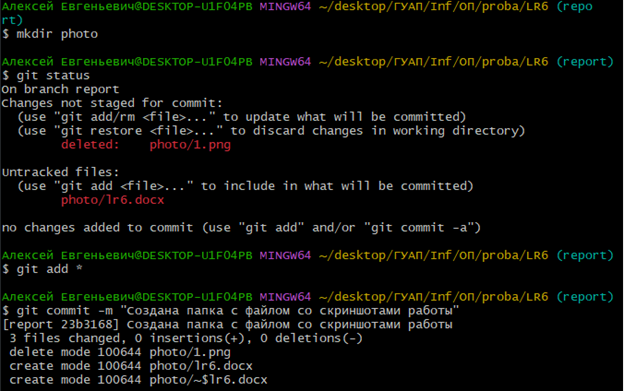 Алексей Евгеньевич@DESKTOP-U1F04PB MINGW64 ~/desktop/ГУАП/Inf/ОП/proba/LR6 (repo
rt)
$ mkdir photo
Алексей Евгеньевич@DESKTOP-U1F04PB MINGW64 ~/desktop/ГУАП/Inf/ОП/proba/LR6 (report)
$ git status
On branch report
Changes not staged for commit:
  (use "git add/rm <file>..." to update what will be committed)
  (use "git restore <file>..." to discard changes in working directory)
        deleted:    photo/1.png
Untracked files:
  (use "git add <file>..." to include in what will be committed)
        photo/lr6.docx
no changes added to commit (use "git add" and/or "git commit -a")
Алексей Евгеньевич@DESKTOP-U1F04PB MINGW64 ~/desktop/ГУАП/Inf/ОП/proba/LR6 (report)
$ git add *
Алексей Евгеньевич@DESKTOP-U1F04PB MINGW64 ~/desktop/ГУАП/Inf/ОП/proba/LR6 (report)
$ git commit -m "Создана папка с файлом со скриншотами работы"
[report 23b3168] Создана папка с файлом со скриншотами работы
 3 files changed, 0 insertions(+), 0 deletions(-)
 delete mode 100644 photo/1.png
 create mode 100644 photo/lr6.docx
 create mode 100644 photo/~$lr6.docx